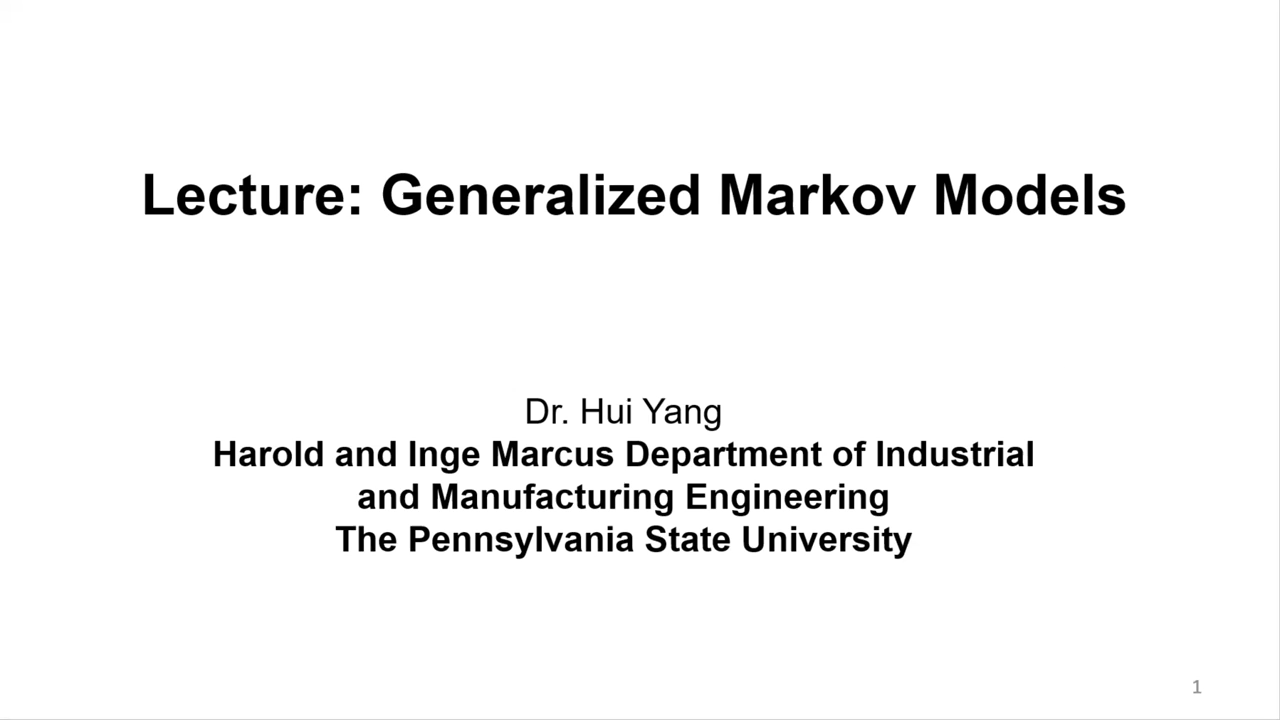 Lecture: Generalized Markov Models
Dr. Hui Yang
Harold and Inge Marcus Department of Industrial
and Manufacturing Engineering
The Pennsylvania State University
1